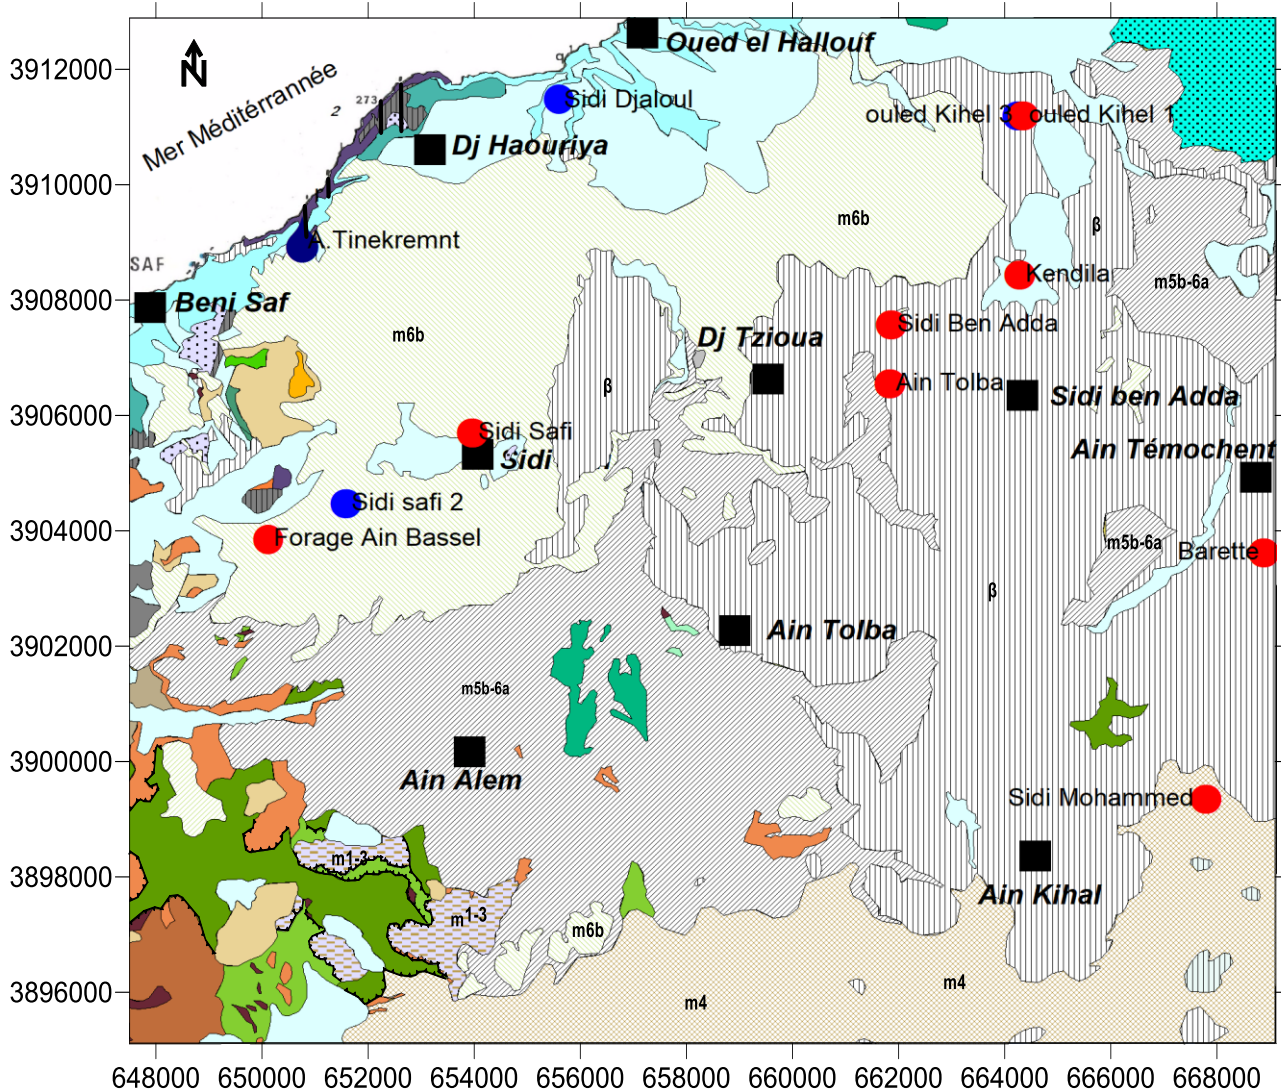 3912000
3910000
3908000
3906000
3904000
3902000
3900000
3898000
3896000
N
Mer Méditérrannée
2
273
Oued el Hallouf
Sidi Djaloul
ouled Kihel 3
ouled Kihel 1
Dj Haouriya
m6b
β
A.Tinekremnt
SAF
Kendila
m5b-6a
Beni Saf
m6b
Sidi Ben Adda
Dj Tzioua
β
Ain Tolba
Sidi ben Adda
Sidi Safi
Sidi
Ain Témochent
Sidi safi 2
Forage Ain Bassel
m5b-6a
Barette
β
Ain Tolba
m5b-6a
Ain Alem
Sidi Mohammed
m1-3
Ain Kihal
m1-3
m6b
m4
m4
648000 650000 652000 654000 656000 658000 660000 662000 664000 666000 668000